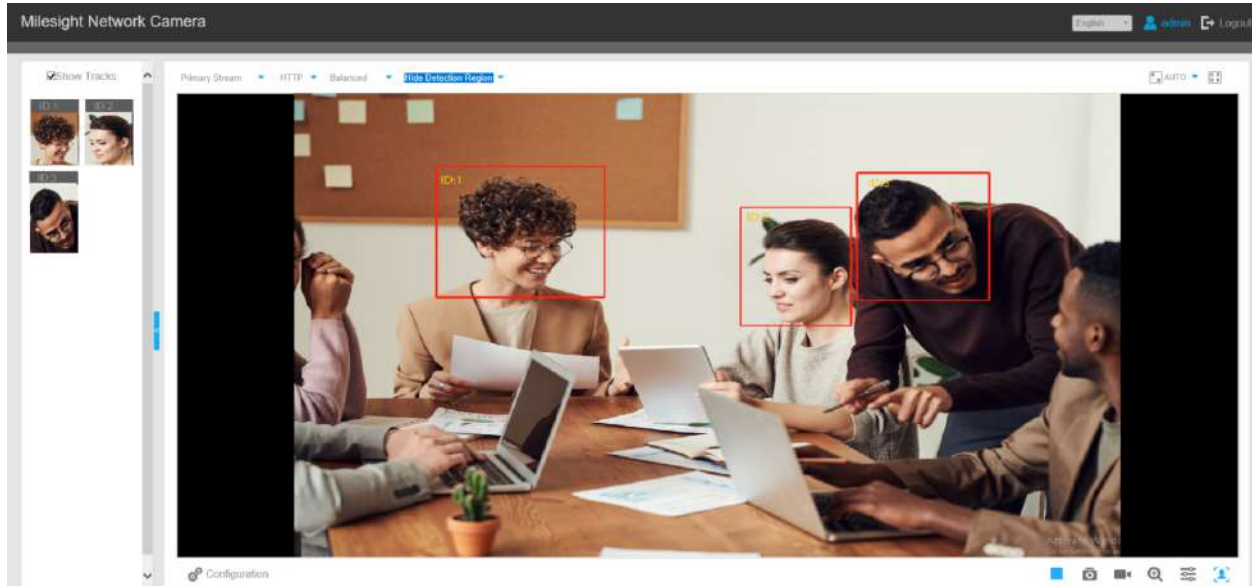 Milesight Network Camera
English
admin
Logout
Show Tracks
Primary Stream
HTTP
Balanced
Hide Detection Region
AUTO
ID:1
ID:2
ID:3
ID:1
Configuration